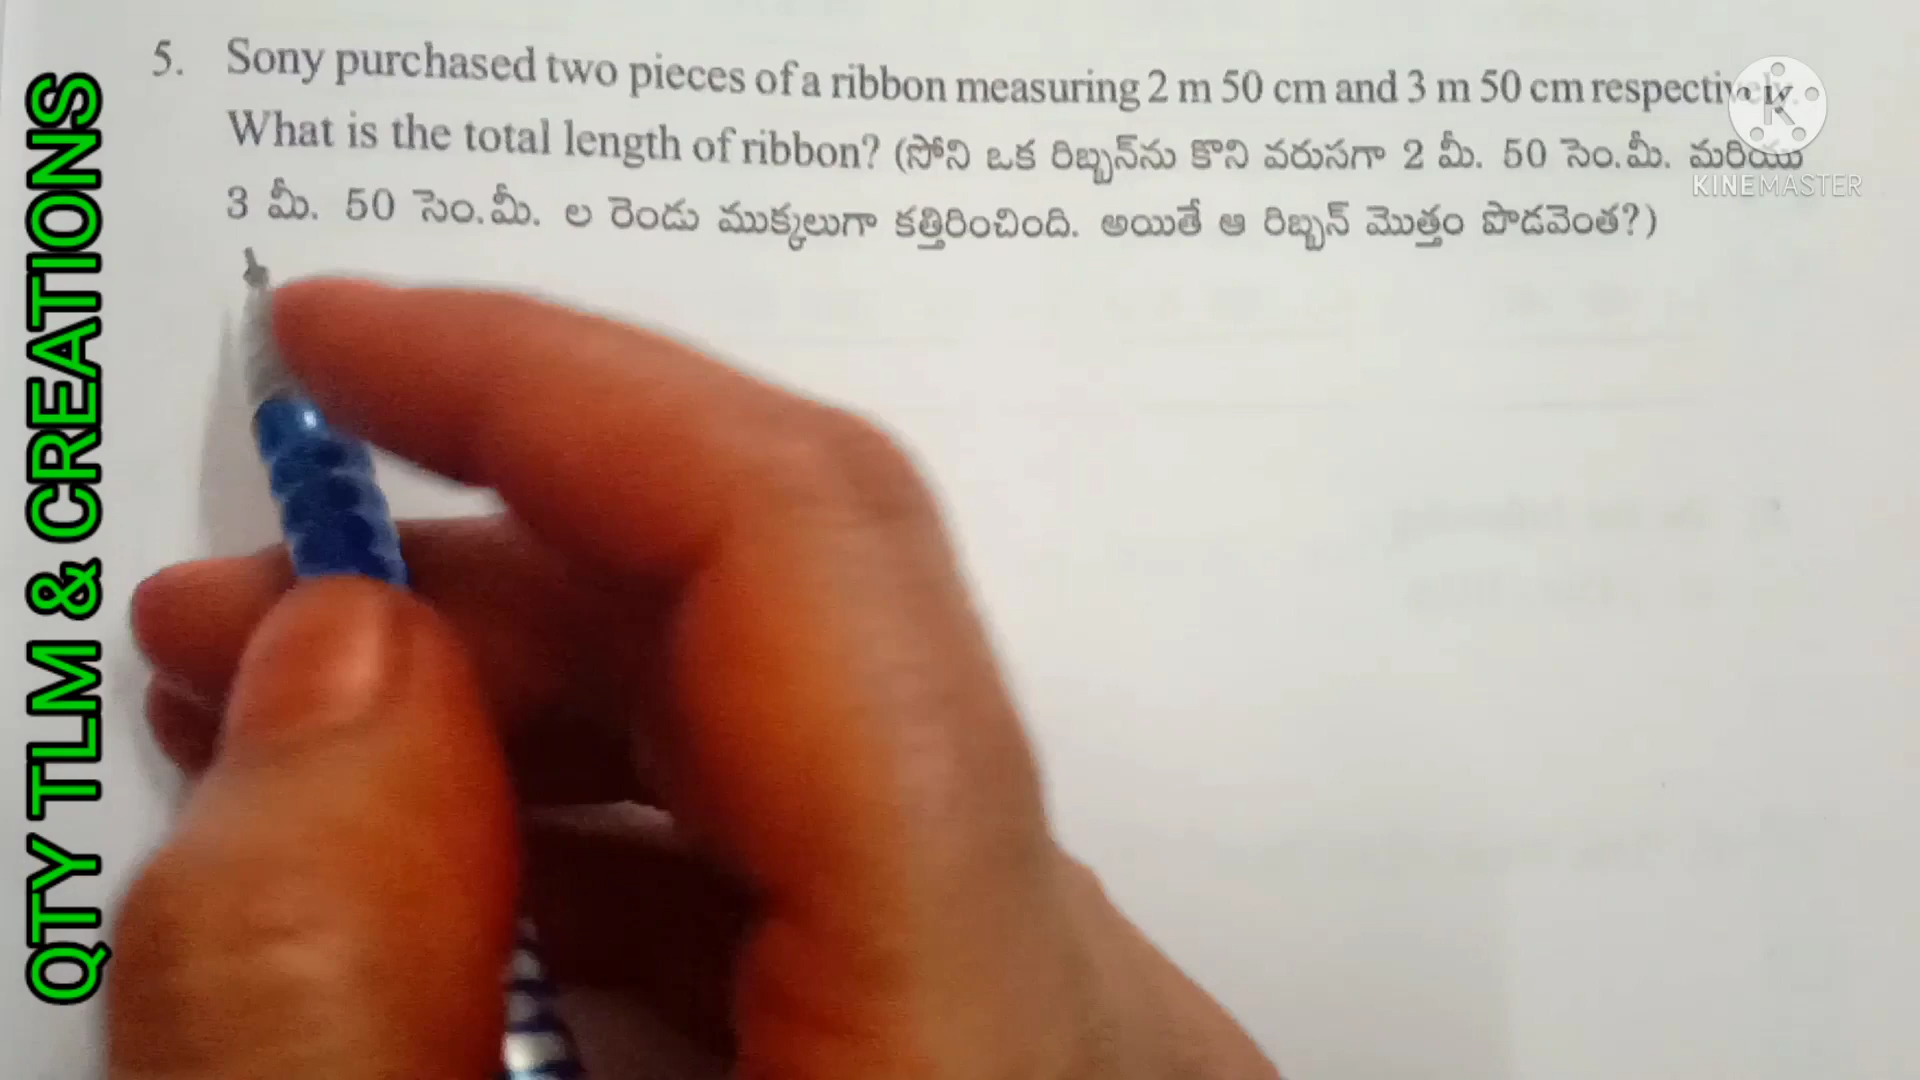 QTY TLM & CREATIONS
5. Sony purchased two pieces of a ribbon measuring 2 m 50 cm and 3 m 50 cm respectively.
What is the total length of ribbon? (సోని ఒక రిబ్బన్‌ను కొని వరుసగా 2 మీ. 50 సెం.మీ. మరియు
3 మీ. 50 సెం.మీ. ల రెండు ముక్కలుగా కత్తిరించింది. అయితే ఆ రిబ్బన్ మొత్తం పొడవెంత?)
K
KINEMASTER